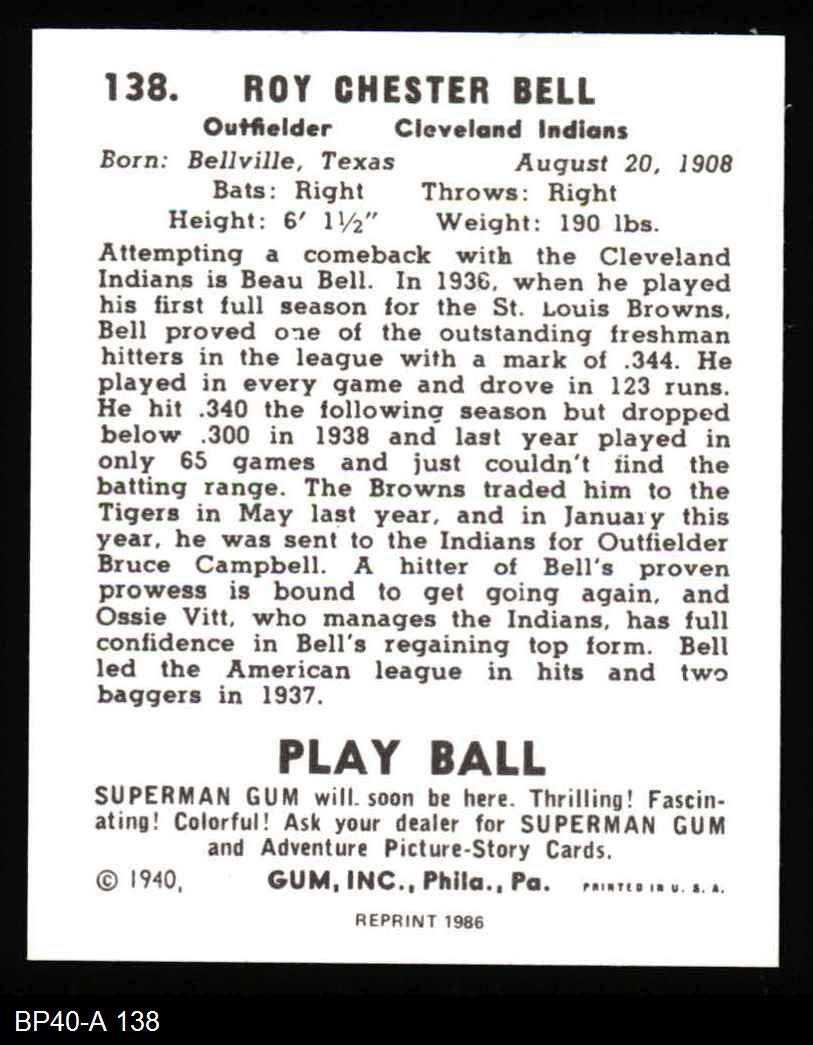 138. ROY CHESTER BELL
Outfielder Cleveland Indians
Born: Bellville, Texas August 20, 1908
Bats: Right Throws: Right
Height: 6' 1½" Weight: 190 lbs.
Attempting a comeback with the Cleveland
Indians is Beau Bell. In 1936, when he played
his first full season for the St. Louis Browns,
Bell proved one of the outstanding freshman
hitters in the league with a mark of .344. He
played in every game and drove in 123 runs.
He hit .340 the following season but dropped
below .300 in 1938 and last year played in
only 65 games and just couldn't find the
batting range. The Browns traded him to the
Tigers in May last year, and in January this
year, he was sent to the Indians for Outfielder
Bruce Campbell. A hitter of Bell's proven
prowess is bound to get going again, and
Ossie Vitt, who manages the Indians, has full
confidence in Bell's regaining top form. Bell
led the American league in hits and two
baggers in 1937.
PLAY BALL
SUPERMAN GUM will soon be here. Thrilling! Fascin-
ating! Colorful! Ask your dealer for SUPERMAN GUM
and Adventure Picture-Story Cards.
© 1940, GUM, INC., Phila., Pa. PRINTED IN U. S. A.
REPRINT 1986
BP40-A 138